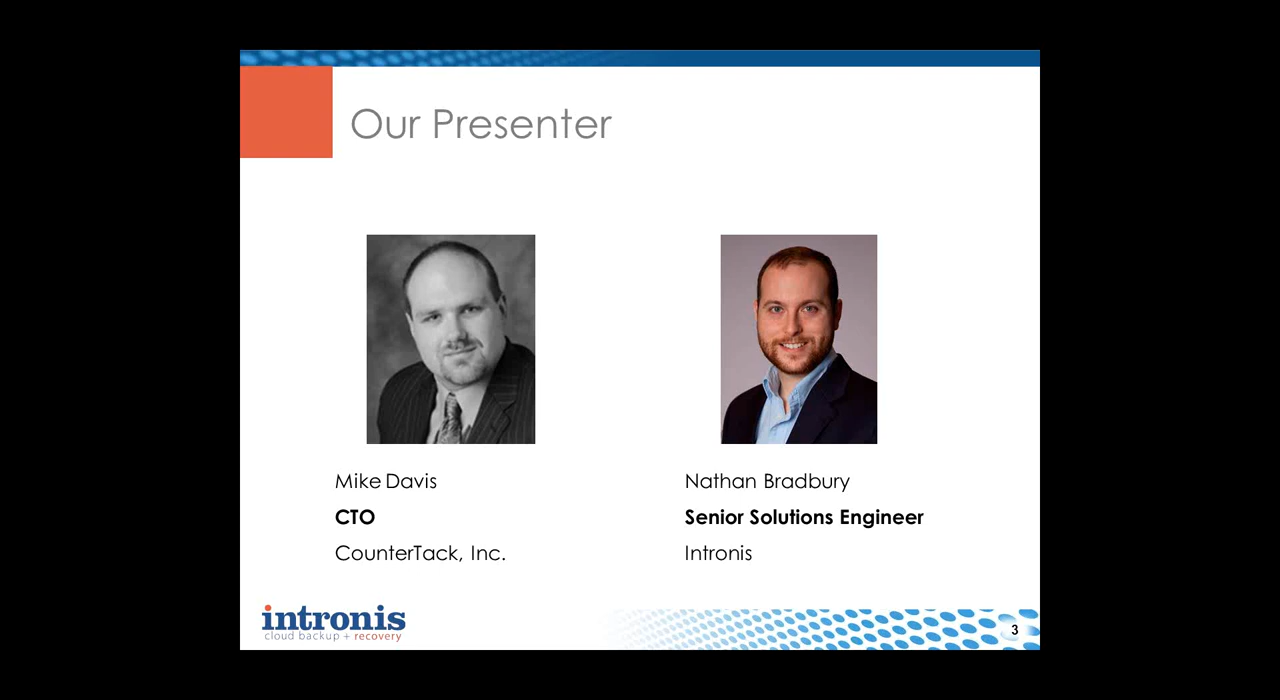 Our Presenter
Mike Davis
CTO
CounterTack, Inc.
Nathan Bradbury
Senior Solutions Engineer
Intronis
intronis
cloud backup + recovery
3